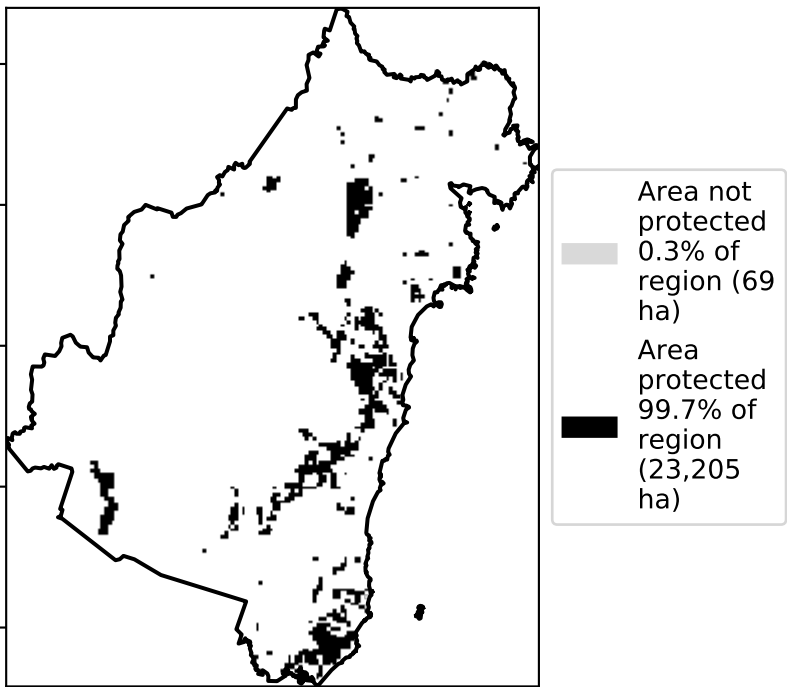 Area not
protected
0.3% of
region (69
ha)
Area
protected
99.7% of
region
(23,205
ha)